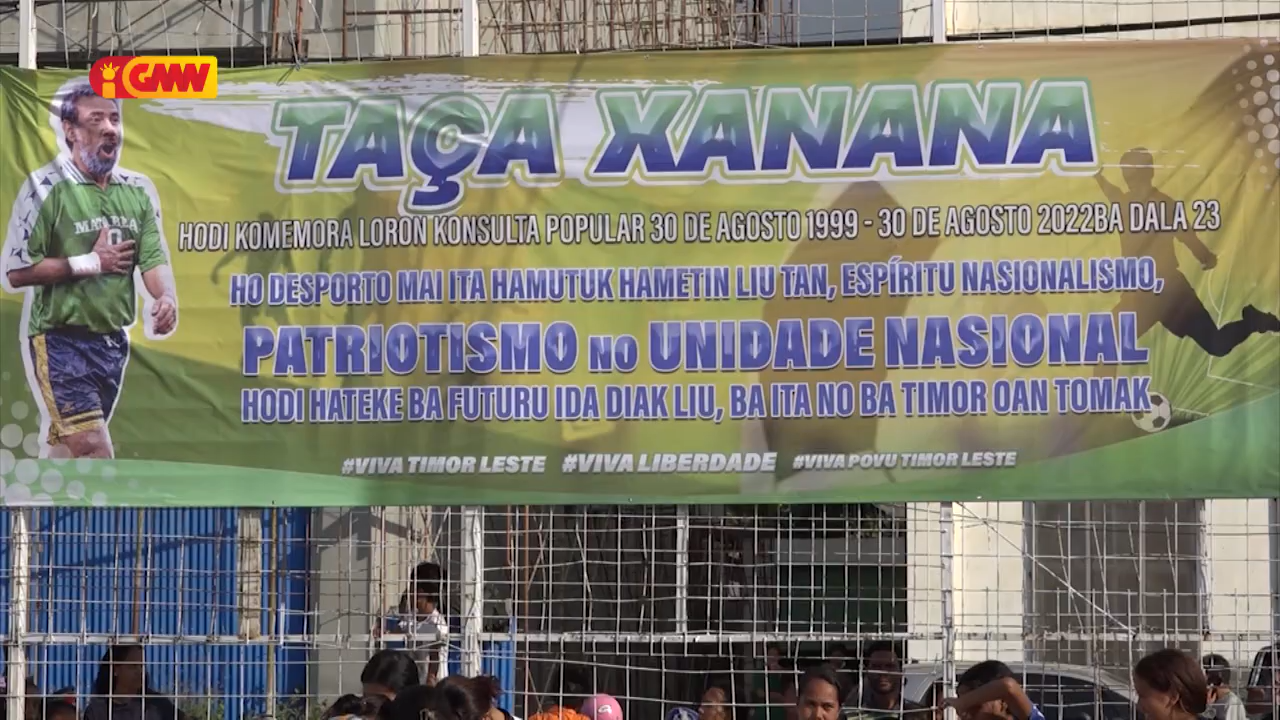 GMN
TAÇA XANANA
HODI KOMEMORA LORON KONSULTA POPULAR 30 DE AGOSTO 1999 - 30 DE AGOSTO 2022BA DALA 23
HO DESPORTO MAI ITA HAMUTUK HAMETIN LIU TAN, ESPÍRITU NASIONALISMO,
PATRIOTISMO NO UNIDADE NASIONAL
HODI HATEKE BA FUTURU IDA DIAK LIU, BA ITA NO BA TIMOR OAN TOMAK
#VIVA TIMOR LESTE #VIVA LIBERDADE #VIVA POVU TIMOR LESTE